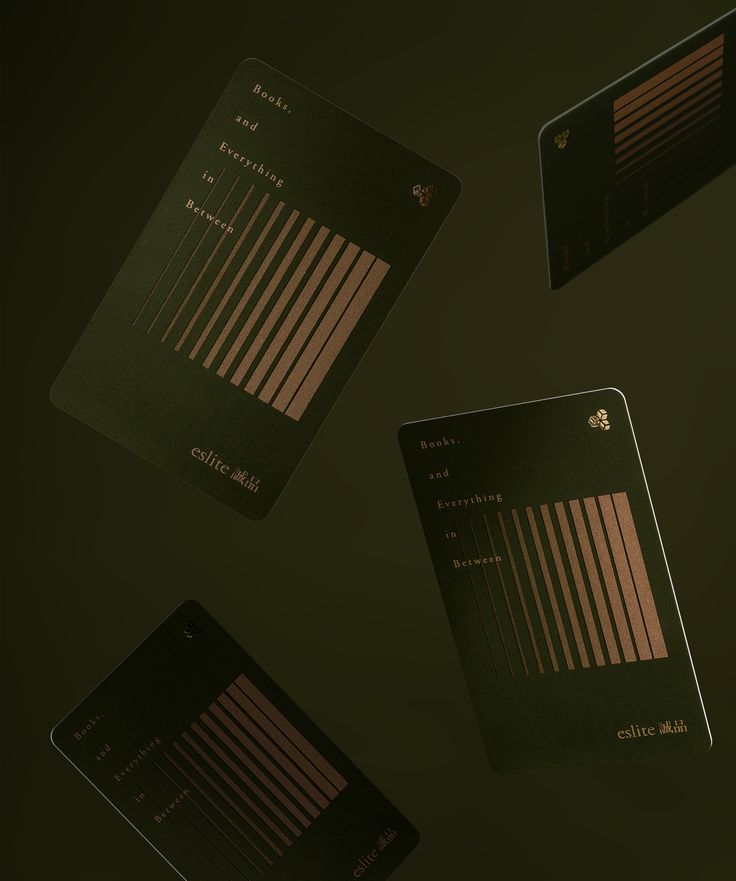 Books,
and
Everything
in
Between
eslite 誠品
Books,
and
Everything
in
Between
Books,
and
Everything
in
Between
eslite 誠品
Books,
and
Everything
in
Between
eslite 誠品